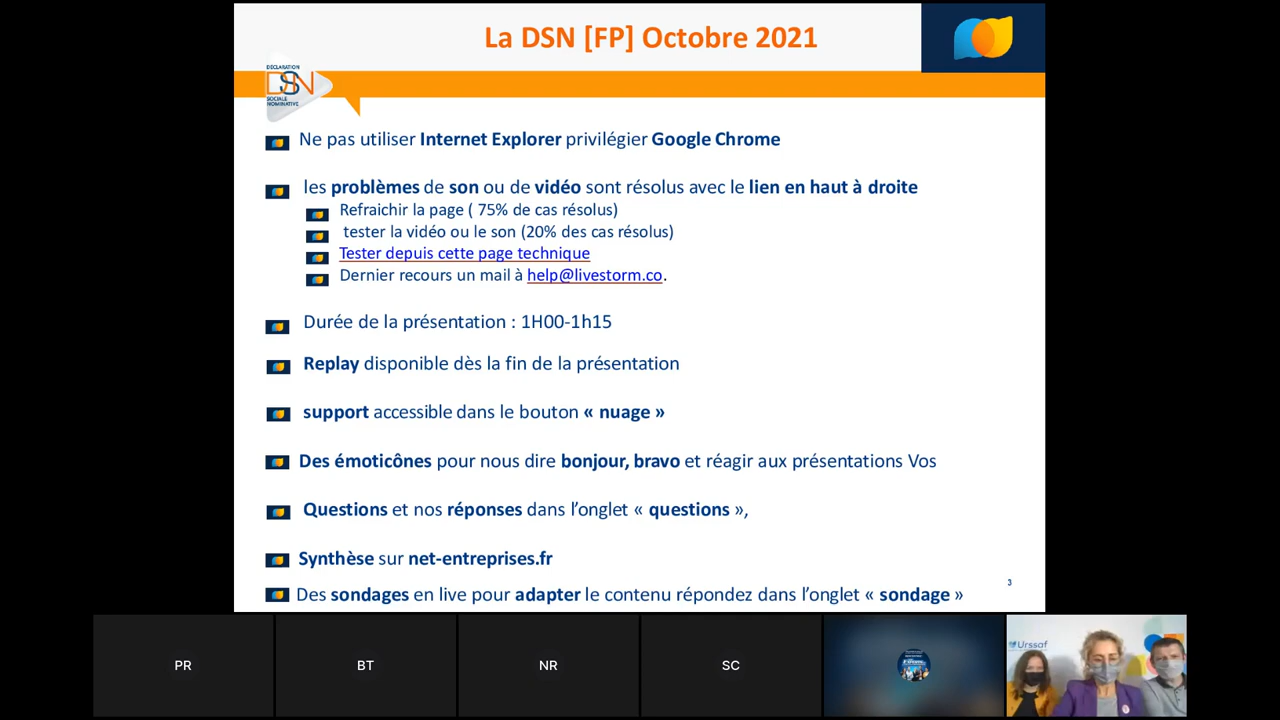 La DSN [FP] Octobre 2021
DÉCLARATION
DSN
SOCIALE
NOMINATIVE
Ne pas utiliser Internet Explorer privilégier Google Chrome
les problèmes de son ou de vidéo sont résolus avec le lien en haut à droite
Refraichir la page ( 75% de cas résolus)
tester la vidéo ou le son (20% des cas résolus)
Tester depuis cette page technique
Dernier recours un mail à help@livestorm.co.
Durée de la présentation : 1H00-1h15
Replay disponible dès la fin de la présentation
support accessible dans le bouton « nuage »
Des émoticônes pour nous dire bonjour, bravo et réagir aux présentations Vos
Questions et nos réponses dans l’onglet « questions »,
Synthèse sur net-entreprises.fr
3
Des sondages en live pour adapter le contenu répondez dans l’onglet « sondage »
PR
BT
NR
SC
Urssaf